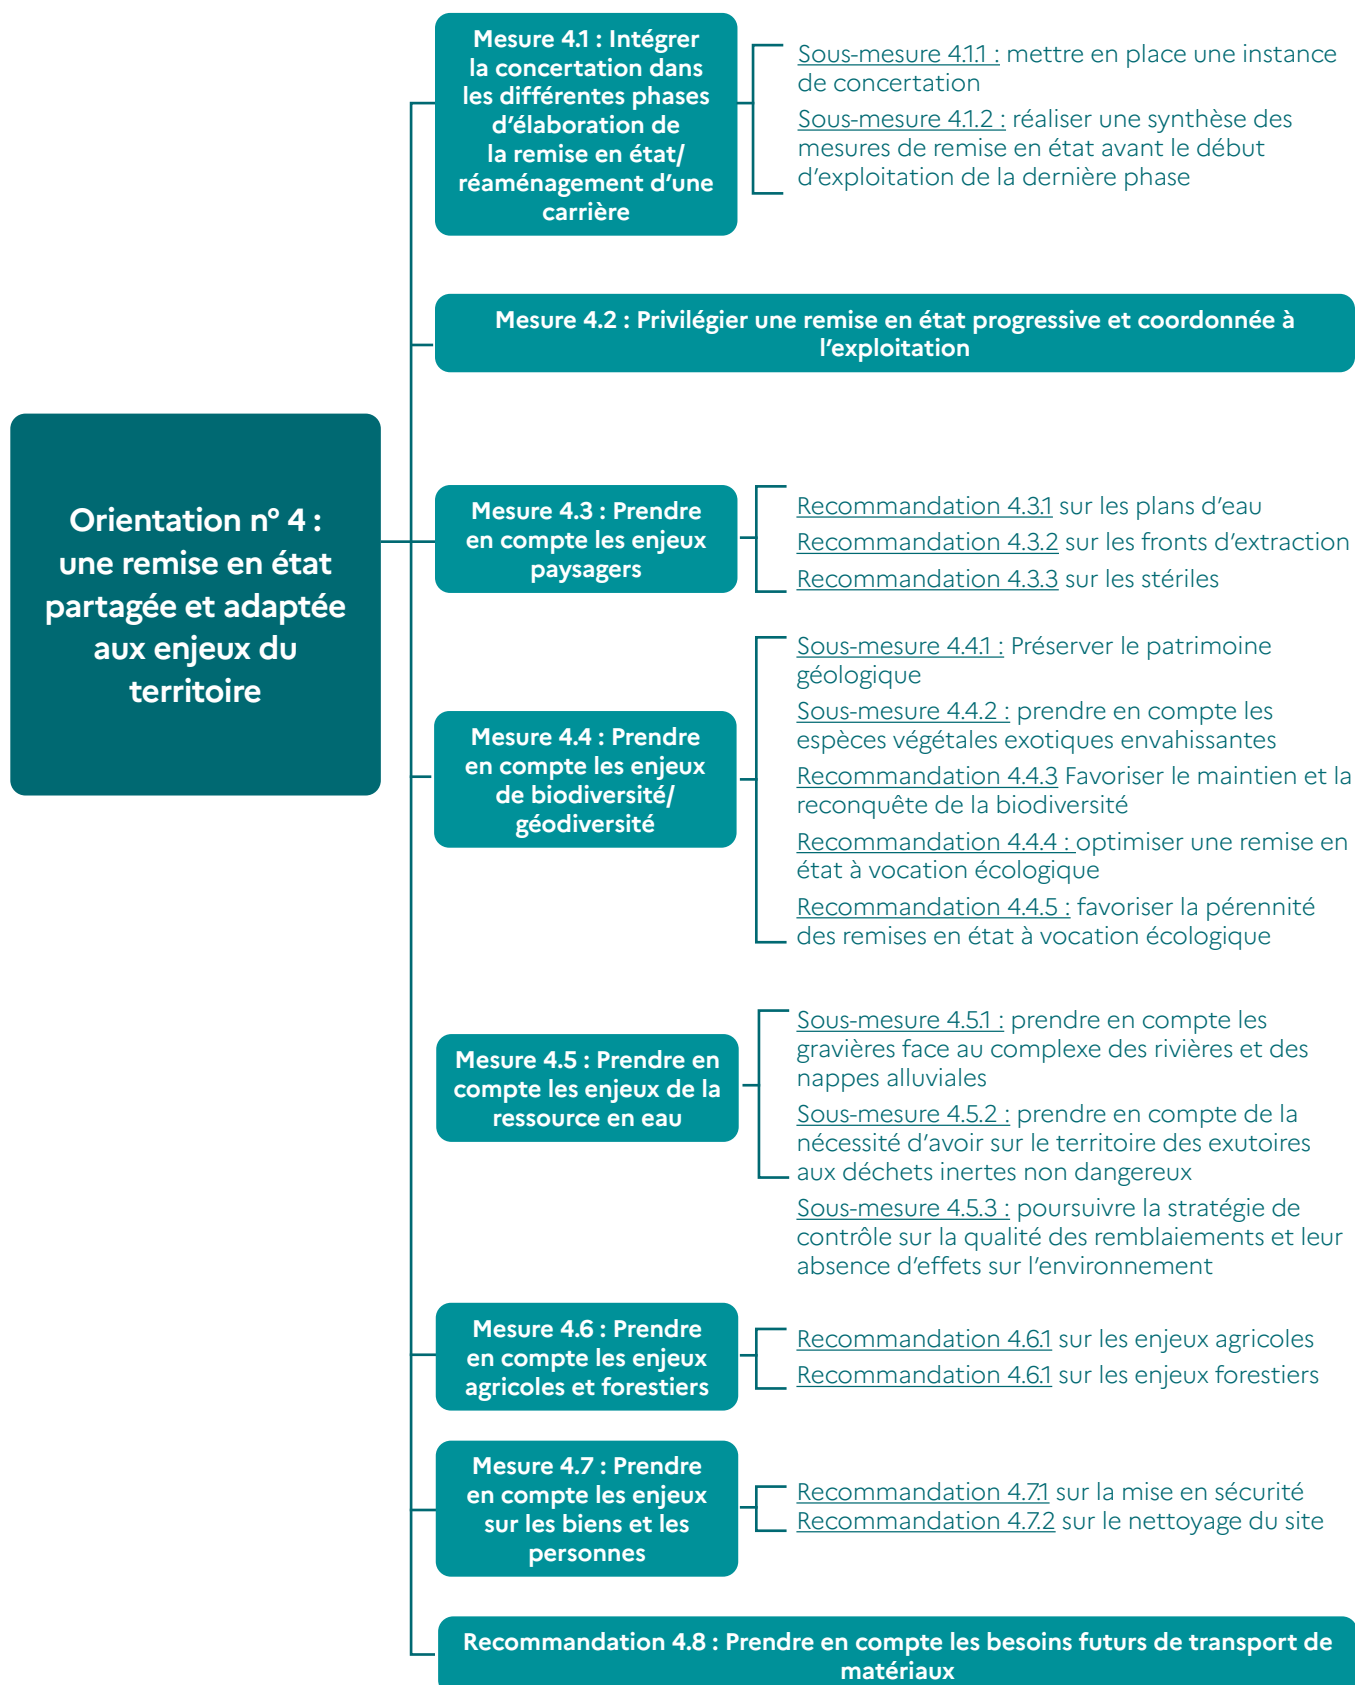 Orientation n° 4 :
une remise en état
partagée et adaptée
aux enjeux du
territoire
Mesure 4.1 : Intégrer
la concertation dans
les différentes phases
d'élaboration de
la remise en état/
réaménagement d'une
carrière
Sous-mesure 4.1.1 : mettre en place une instance
de concertation
Sous-mesure 4.1.2 : réaliser une synthèse des
mesures de remise en état avant le début
d'exploitation de la dernière phase
Mesure 4.2 : Privilégier une remise en état progressive et coordonnée à
l'exploitation
Mesure 4.3 : Prendre
en compte les enjeux
paysagers
Recommandation 4.3.1 sur les plans d'eau
Recommandation 4.3.2 sur les fronts d'extraction
Recommandation 4.3.3 sur les stériles
Mesure 4.4 : Prendre
en compte les enjeux
de biodiversité/
géodiversité
Sous-mesure 4.4.1 : Préserver le patrimoine
géologique
Sous-mesure 4.4.2 : prendre en compte les
espèces végétales exotiques envahissantes
Recommandation 4.4.3 Favoriser le maintien et la
reconquête de la biodiversité
Recommandation 4.4.4 : optimiser une remise en
état à vocation écologique
Recommandation 4.4.5 : favoriser la pérennité
des remises en état à vocation écologique
Mesure 4.5 : Prendre en
compte les enjeux de la
ressource en eau
Sous-mesure 4.5.1 : prendre en compte les
gravières face au complexe des rivières et des
nappes alluviales
Sous-mesure 4.5.2 : prendre en compte de la
nécessité d'avoir sur le territoire des exutoires
aux déchets inertes non dangereux
Sous-mesure 4.5.3 : poursuivre la stratégie de
contrôle sur la qualité des remblaiements et leur
absence d'effets sur l'environnement
Mesure 4.6 : Prendre
en compte les enjeux
agricoles et forestiers
Recommandation 4.6.1 sur les enjeux agricoles
Recommandation 4.6.1 sur les enjeux forestiers
Mesure 4.7 : Prendre
en compte les enjeux
sur les biens et les
personnes
Recommandation 4.7.1 sur la mise en sécurité
Recommandation 4.7.2 sur le nettoyage du site
Recommandation 4.8 : Prendre en compte les besoins futurs de transport de
matériaux